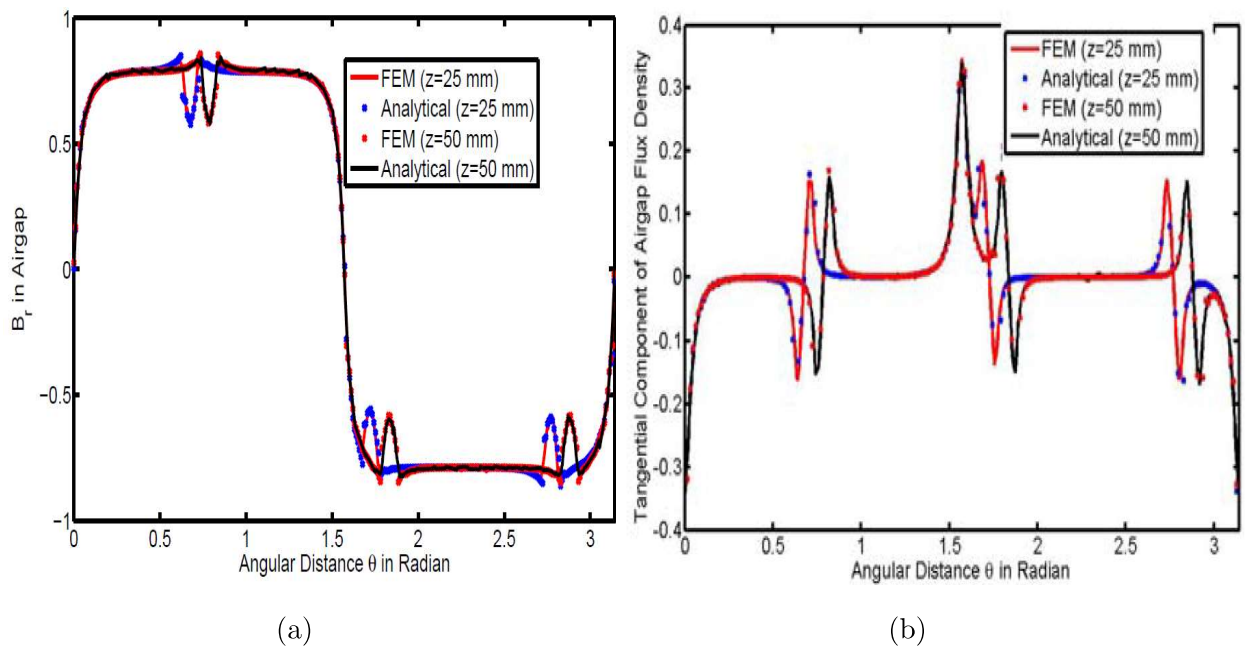 1
0.5
0
−0.5
−1
B_r in Airgap
FEM (z=25 mm)
Analytical (z=25 mm)
FEM (z=50 mm)
Analytical (z=50 mm)
0 0.5 1 1.5 2 2.5 3
Angular Distance θ in Radian
(a)
0.4
0.3
0.2
0.1
0
-0.1
-0.2
-0.3
-0.4
Tangential Component of Airgap Flux Density
FEM (z=25 mm)
Analytical (z=25 mm)
FEM (z=50 mm)
Analytical (z=50 mm)
0 0.5 1 1.5 2 2.5 3
Angular Distance θ in Radian
(b)